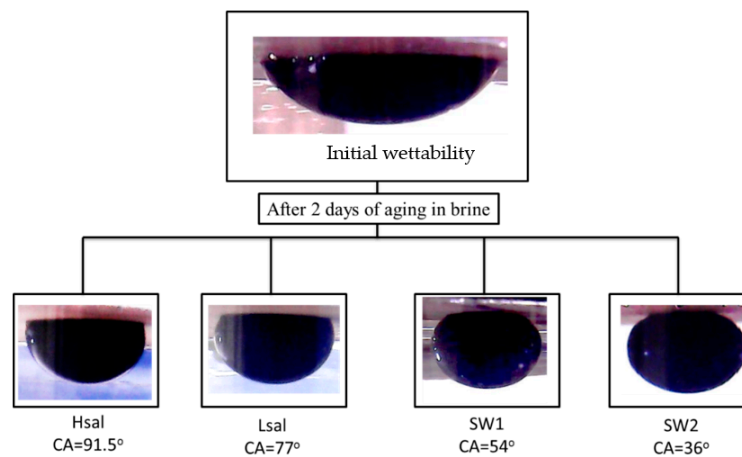 Initial wettability
After 2 days of aging in brine
Hsal
CA=91.5°
Lsal
CA=77°
SW1
CA=54°
SW2
CA=36°